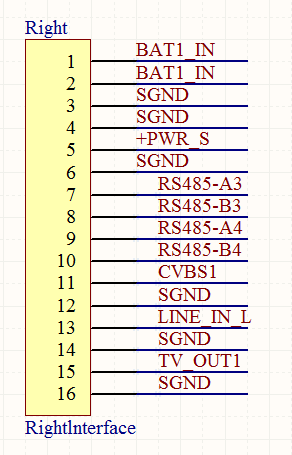 Right
1 BAT1_IN
2 BAT1_IN
3 SGND
4 SGND
5 +PWR_S
6 SGND
7 RS485-A3
8 RS485-B3
9 RS485-A4
10 RS485-B4
11 CVBS1
12 SGND
13 LINE_IN_L
14 SGND
15 TV_OUT1
16 SGND
RightInterface